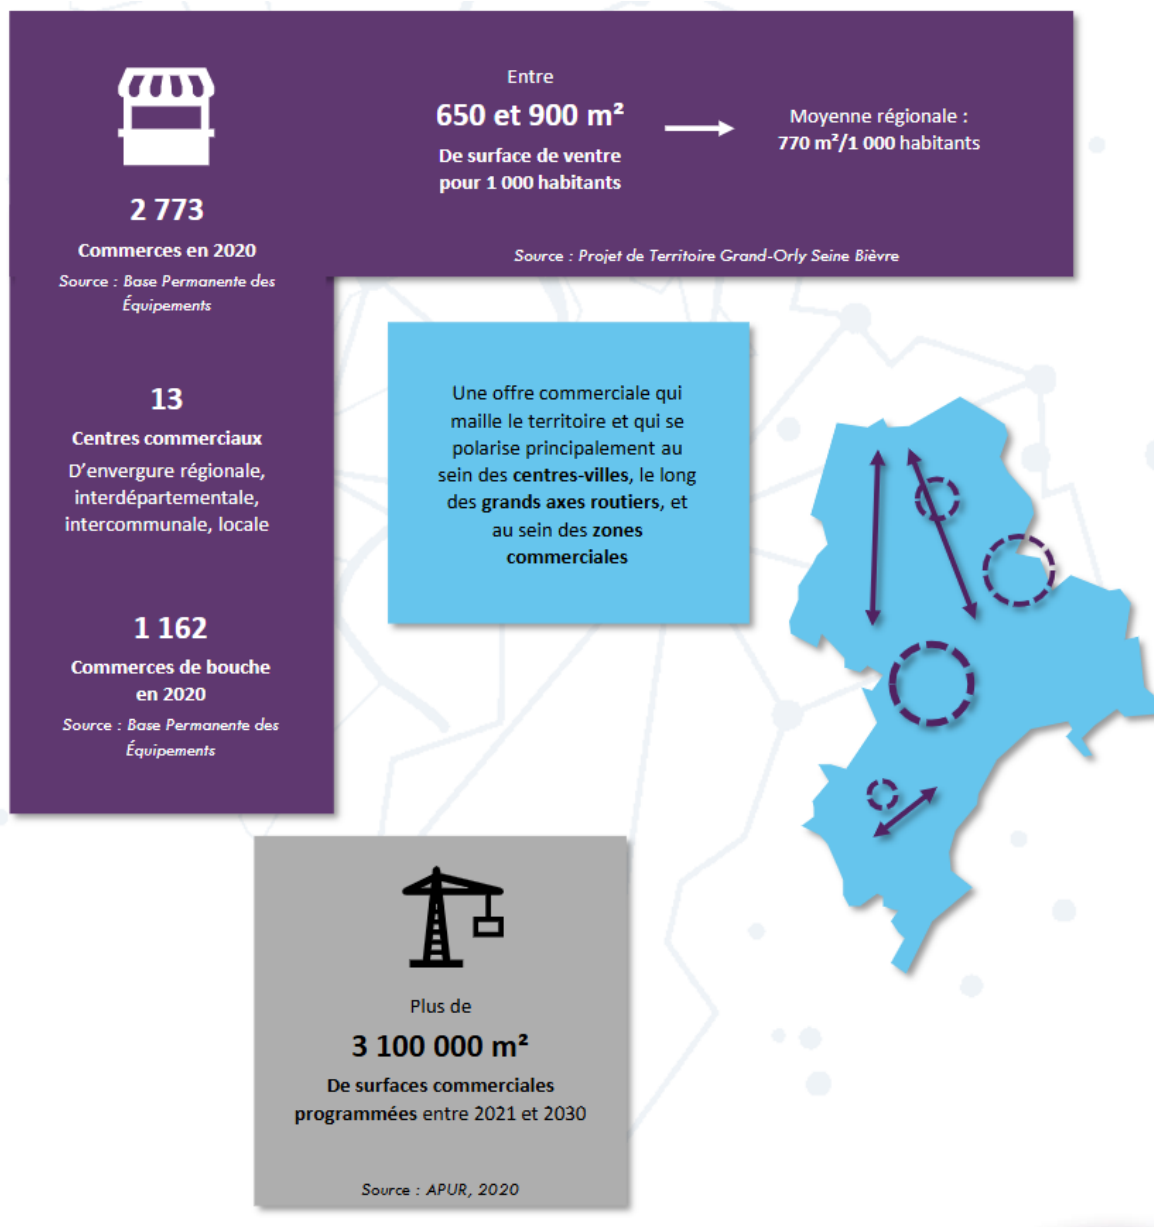 2 773
Commerces en 2020
Source : Base Permanente des
Équipements
13
Centres commerciaux
D'envergure régionale,
interdépartementale,
intercommunale, locale
1 162
Commerces de bouche
en 2020
Source : Base Permanente des
Équipements
Entre
650 et 900 m²
De surface de ventre
pour 1 000 habitants
Moyenne régionale :
770 m²/1 000 habitants
Source : Projet de Territoire Grand-Orly Seine Bièvre
Une offre commerciale qui
maille le territoire et qui se
polarise principalement au
sein des centres-villes, le long
des grands axes routiers, et
au sein des zones
commerciales
Plus de
3 100 000 m²
De surfaces commerciales
programmées entre 2021 et 2030
Source : APUR, 2020